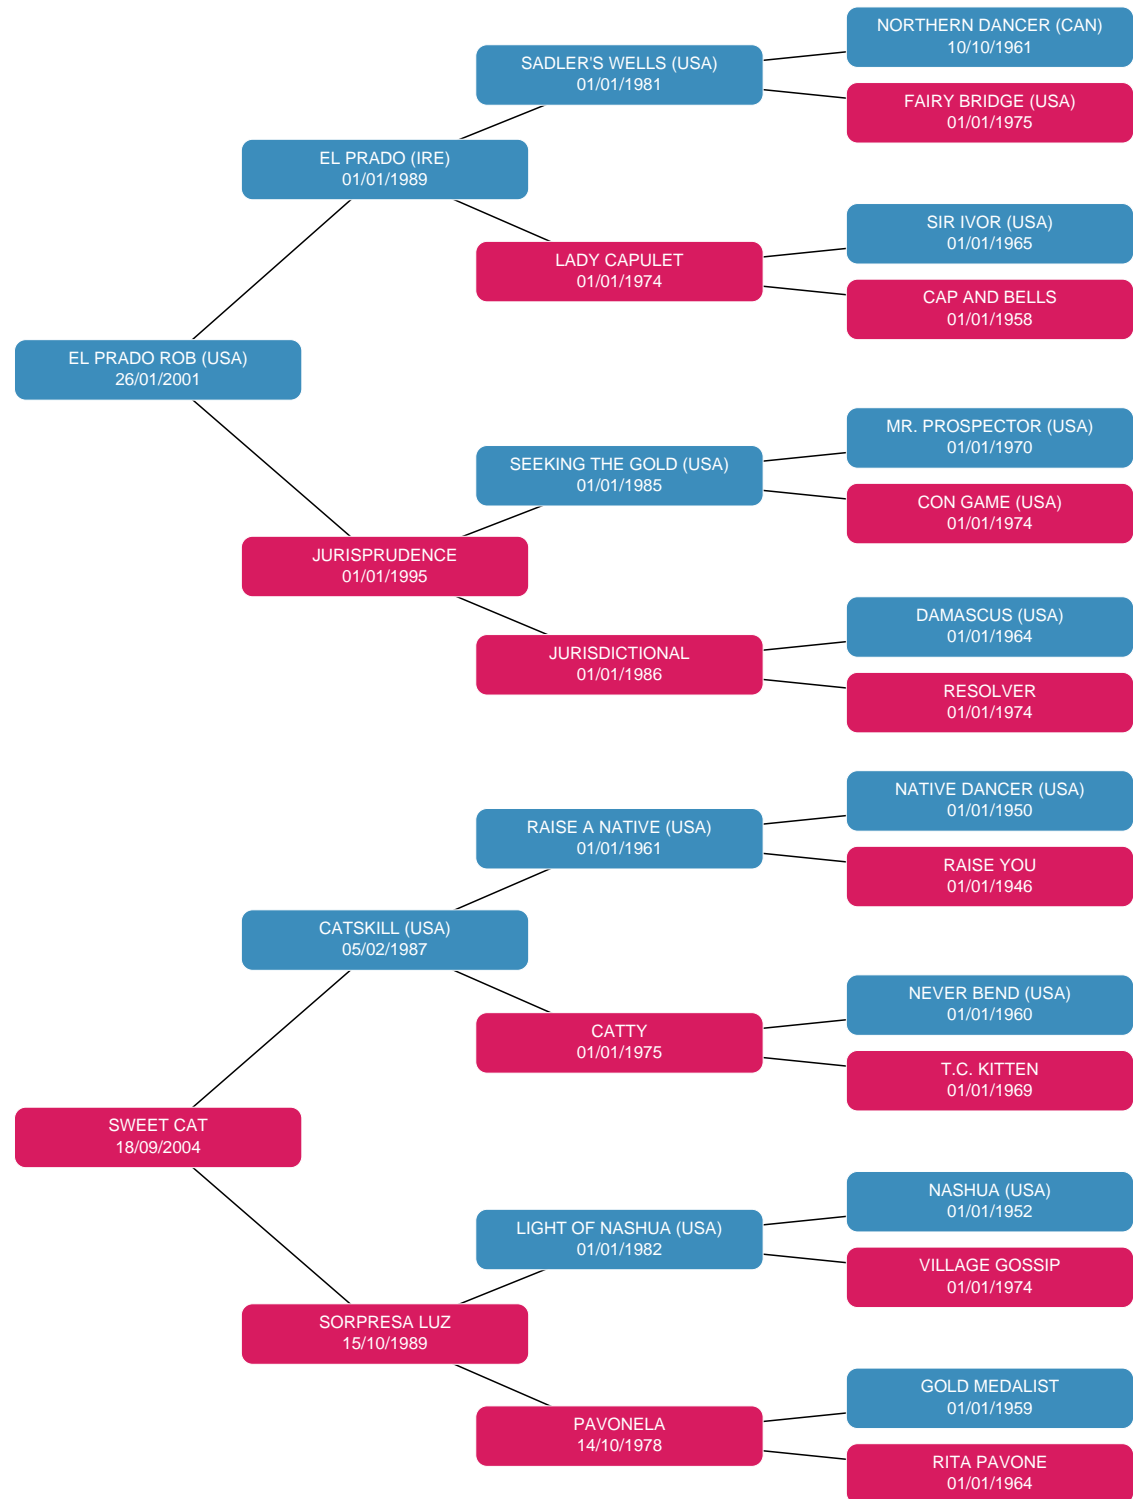 NORTHERN DANCER (CAN)
10/10/1961
SADLER'S WELLS (USA)
01/01/1981
FAIRY BRIDGE (USA)
01/01/1975
EL PRADO (IRE)
01/01/1989
SIR IVOR (USA)
01/01/1965
LADY CAPULET
01/01/1974
CAP AND BELLS
01/01/1958
EL PRADO ROB (USA)
26/01/2001
MR. PROSPECTOR (USA)
01/01/1970
SEEKING THE GOLD (USA)
01/01/1985
CON GAME (USA)
01/01/1974
JURISPRUDENCE
01/01/1995
DAMASCUS (USA)
01/01/1964
JURISDICTIONAL
01/01/1986
RESOLVER
01/01/1974
NATIVE DANCER (USA)
01/01/1950
RAISE A NATIVE (USA)
01/01/1961
RAISE YOU
01/01/1946
CATSKILL (USA)
05/02/1987
NEVER BEND (USA)
01/01/1960
CATTY
01/01/1975
T.C. KITTEN
01/01/1969
SWEET CAT
18/09/2004
NASHUA (USA)
01/01/1952
LIGHT OF NASHUA (USA)
01/01/1982
VILLAGE GOSSIP
01/01/1974
SORPRESA LUZ
15/10/1989
GOLD MEDALIST
01/01/1959
PAVONELA
14/10/1978
RITA PAVONE
01/01/1964